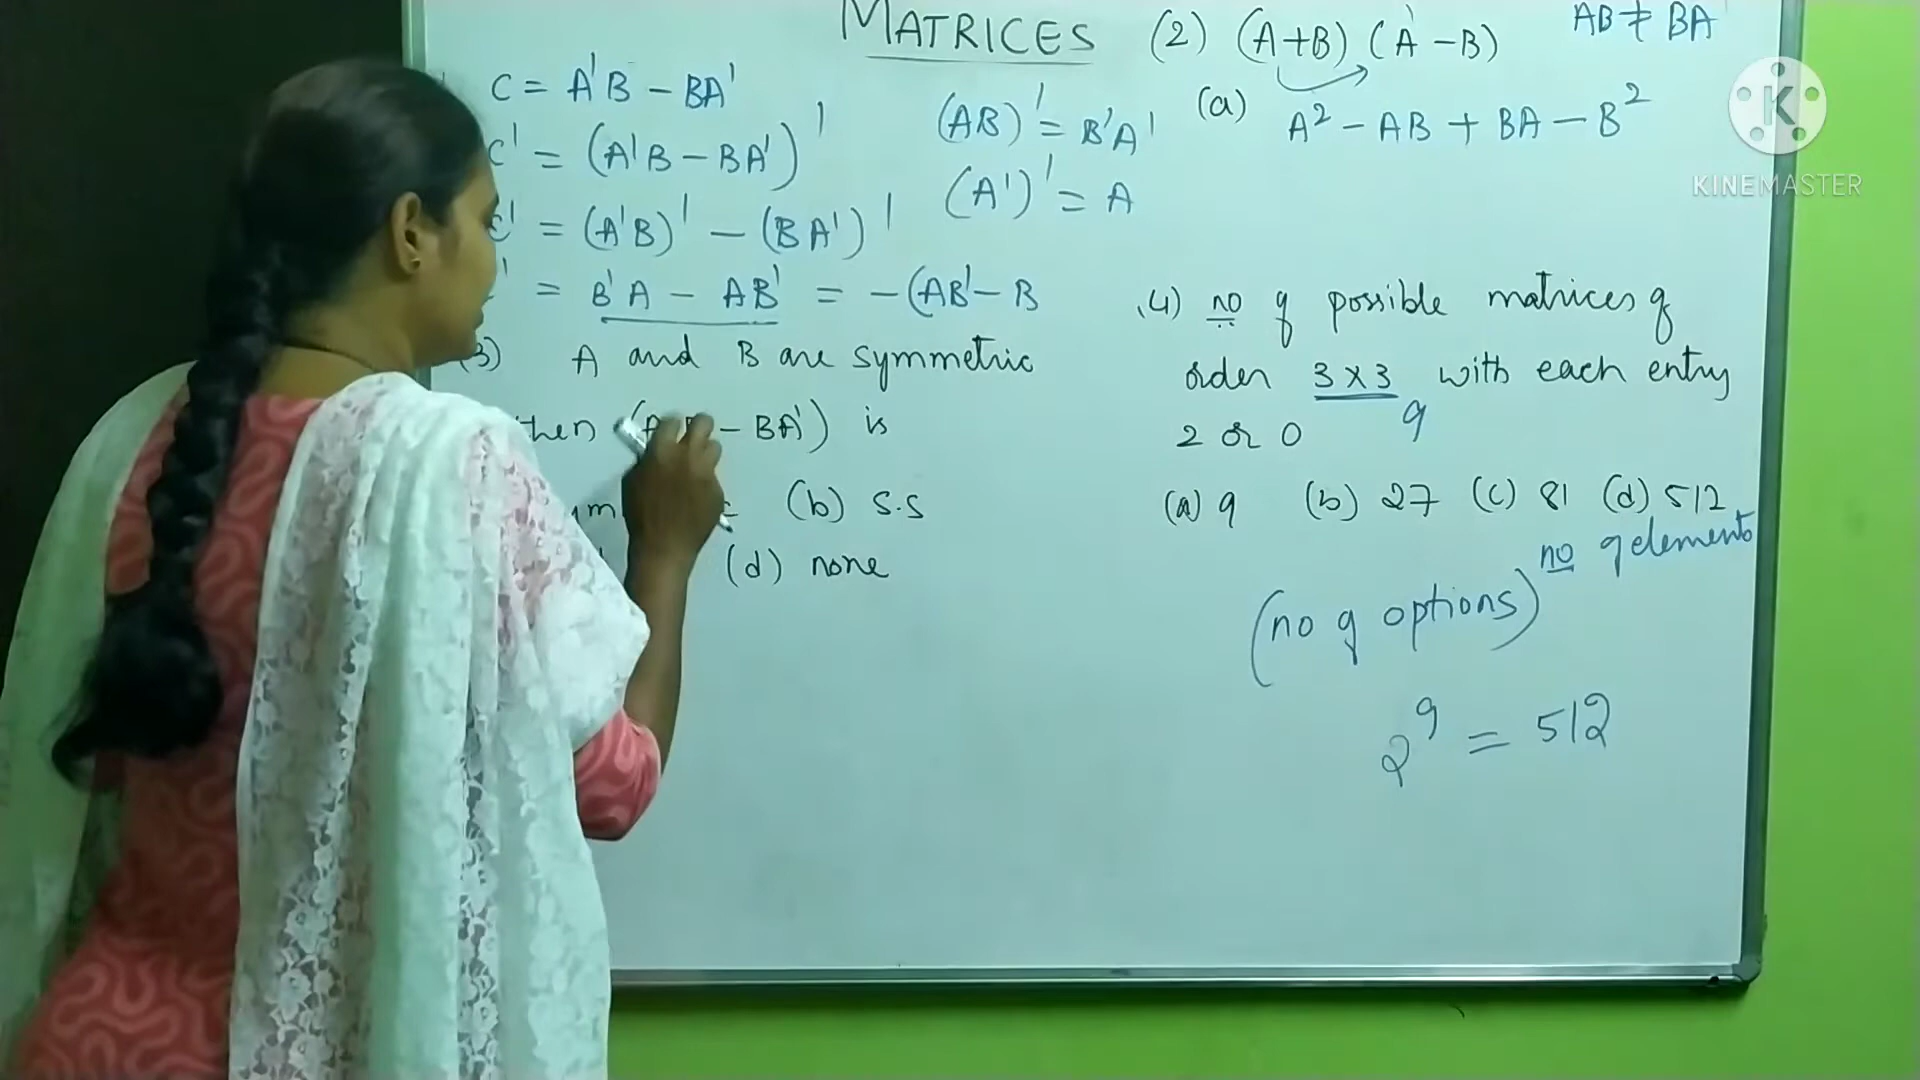 MATRICES
C = A'B - BA'
C' = (A'B - BA')'
C' = (A'B)' - (BA')'
' = B'A - AB' = -(AB' - B
(AB)' = B'A'
(A')' = A
(3) A and B are symmetric
then (A - BA') is
(b) S.S
(d) none
(2) (A+B) (A-B)
AB ≠ BA
(a) A² - AB + BA - B²
(4) no of possible matrices of
order 3x3 with each entry
2 or 0 9
(a) 9 (b) 27 (c) 81 (d) 512
(no of options)^no of elements
2⁹ = 512
KINEMASTER